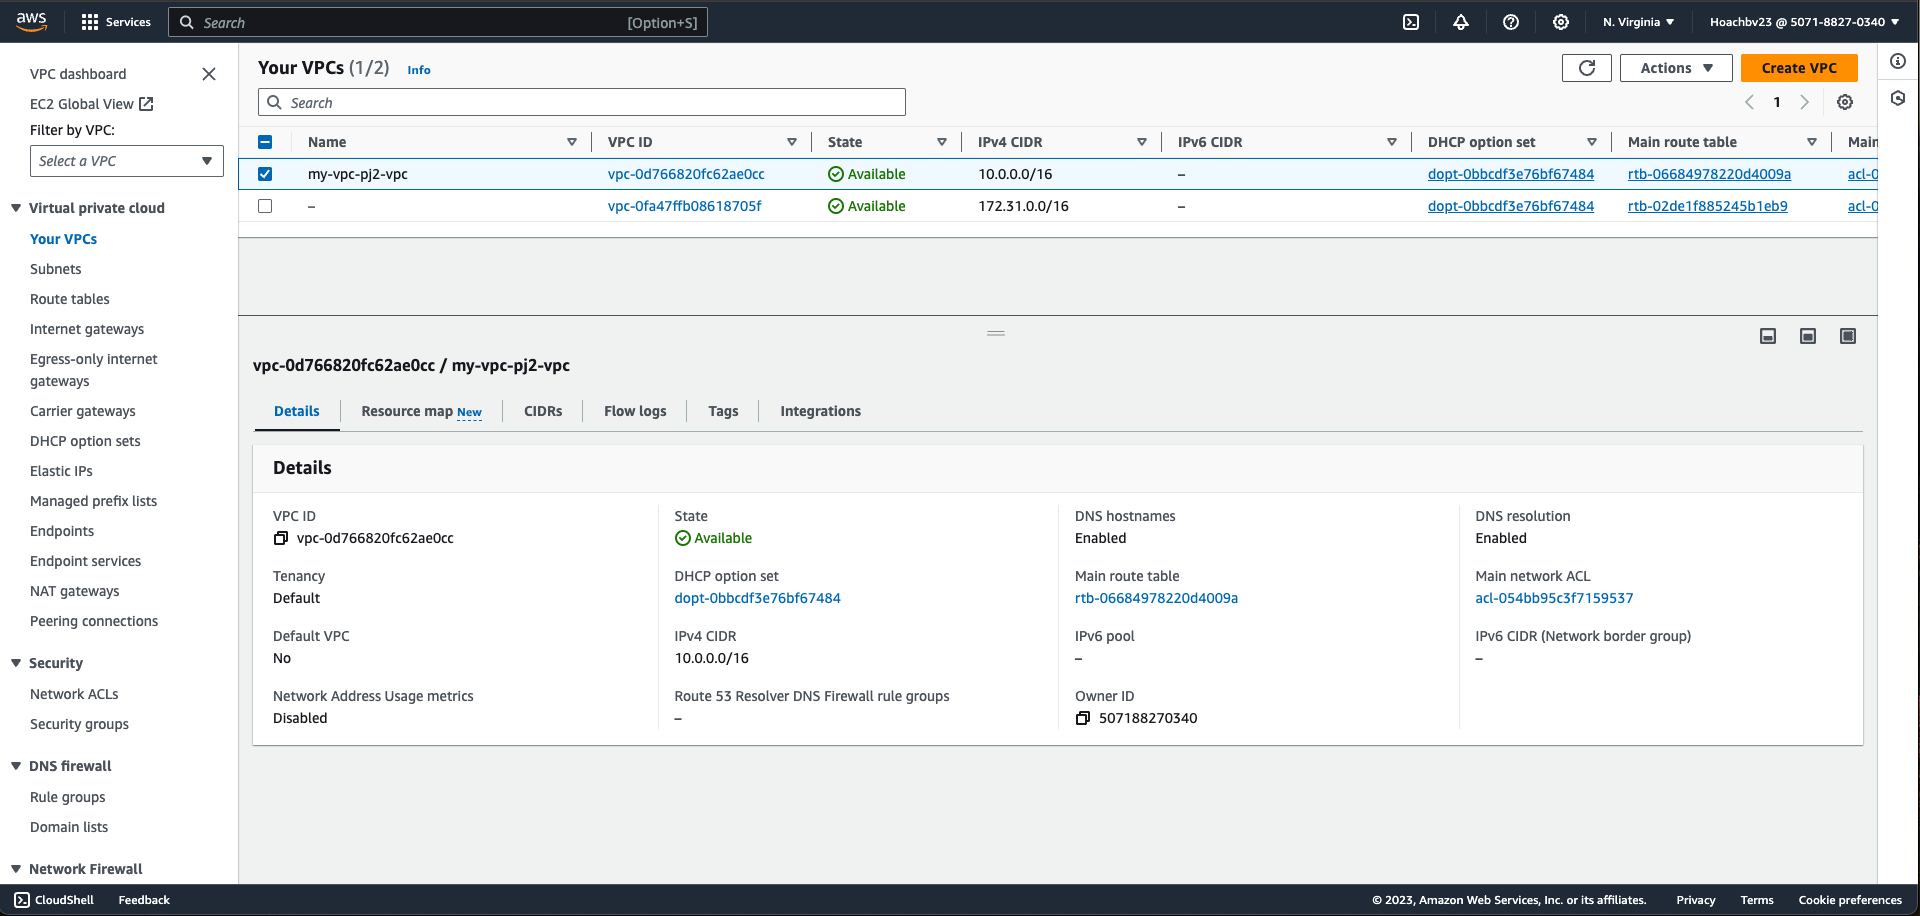 aws
Services
Search
[Option+S]
N. Virginia
Hoachbv23 @ 5071-8827-0340
VPC dashboard
EC2 Global View
Filter by VPC:
Select a VPC
Virtual private cloud
Your VPCs
Subnets
Route tables
Internet gateways
Egress-only internet
gateways
Carrier gateways
DHCP option sets
Elastic IPs
Managed prefix lists
Endpoints
Endpoint services
NAT gateways
Peering connections
Security
Network ACLs
Security groups
DNS firewall
Rule groups
Domain lists
Network Firewall
Your VPCs (1/2) Info
Actions
Create VPC
Search
1
Name VPC ID State IPv4 CIDR IPv6 CIDR DHCP option set Main route table Main
my-vpc-pj2-vpc vpc-0d766820fc62ae0cc Available 10.0.0.0/16 – dopt-0bbcdf3e76bf67484 rtb-06684978220d4009a acl-0
– vpc-0fa47ffb08618705f Available 172.31.0.0/16 – dopt-0bbcdf3e76bf67484 rtb-02de1f885245b1eb9 acl-0
vpc-0d766820fc62ae0cc / my-vpc-pj2-vpc
Details Resource map New CIDRs Flow logs Tags Integrations
Details
VPC ID
vpc-0d766820fc62ae0cc
State
Available
DNS hostnames
Enabled
DNS resolution
Enabled
Tenancy
Default
DHCP option set
dopt-0bbcdf3e76bf67484
Main route table
rtb-06684978220d4009a
Main network ACL
acl-054bb95c3f7159537
Default VPC
No
IPv4 CIDR
10.0.0.0/16
IPv6 pool
–
IPv6 CIDR (Network border group)
–
Network Address Usage metrics
Disabled
Route 53 Resolver DNS Firewall rule groups
–
Owner ID
507188270340
CloudShell
Feedback
© 2023, Amazon Web Services, Inc. or its affiliates.
Privacy
Terms
Cookie preferences